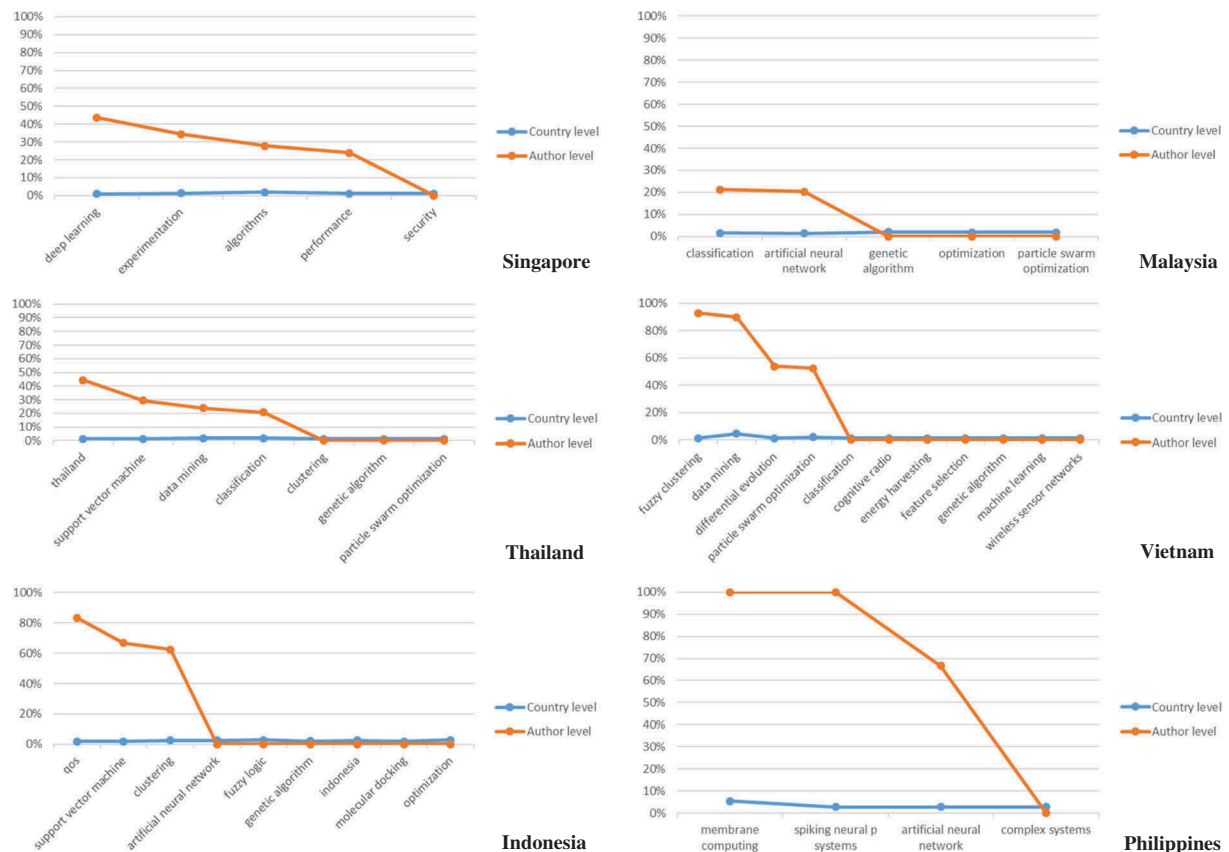 100%
90%
80%
70%
60%
50%
40%
30%
20%
10%
0%
deep learning
experimentation
algorithms
performance
security
Country level
Author level
Singapore
100%
90%
80%
70%
60%
50%
40%
30%
20%
10%
0%
classification
artificial neural
network
genetic
algorithm
optimization
particle swarm
optimization
Country level
Author level
Malaysia
100%
90%
80%
70%
60%
50%
40%
30%
20%
10%
0%
thailand
support vector machine
data mining
classification
clustering
genetic algorithm
particle swarm optimization
Country level
Author level
Thailand
100%
80%
60%
40%
20%
0%
fuzzy clustering
data mining
differential evolution
particle swarm optimization
classification
cognitive radio
energy harvesting
feature selection
genetic algorithm
machine learning
wireless sensor networks
Country level
Author level
Vietnam
100%
80%
60%
40%
20%
0%
qos
support vector machine
clustering
artificial neural network
fuzzy logic
genetic algorithm
indonesia
molecular docking
optimization
Country level
Author level
Indonesia
100%
90%
80%
70%
60%
50%
40%
30%
20%
10%
0%
membrane
computing
spiking neural p
systems
artificial neural
network
complex systems
Country level
Author level
Philippines